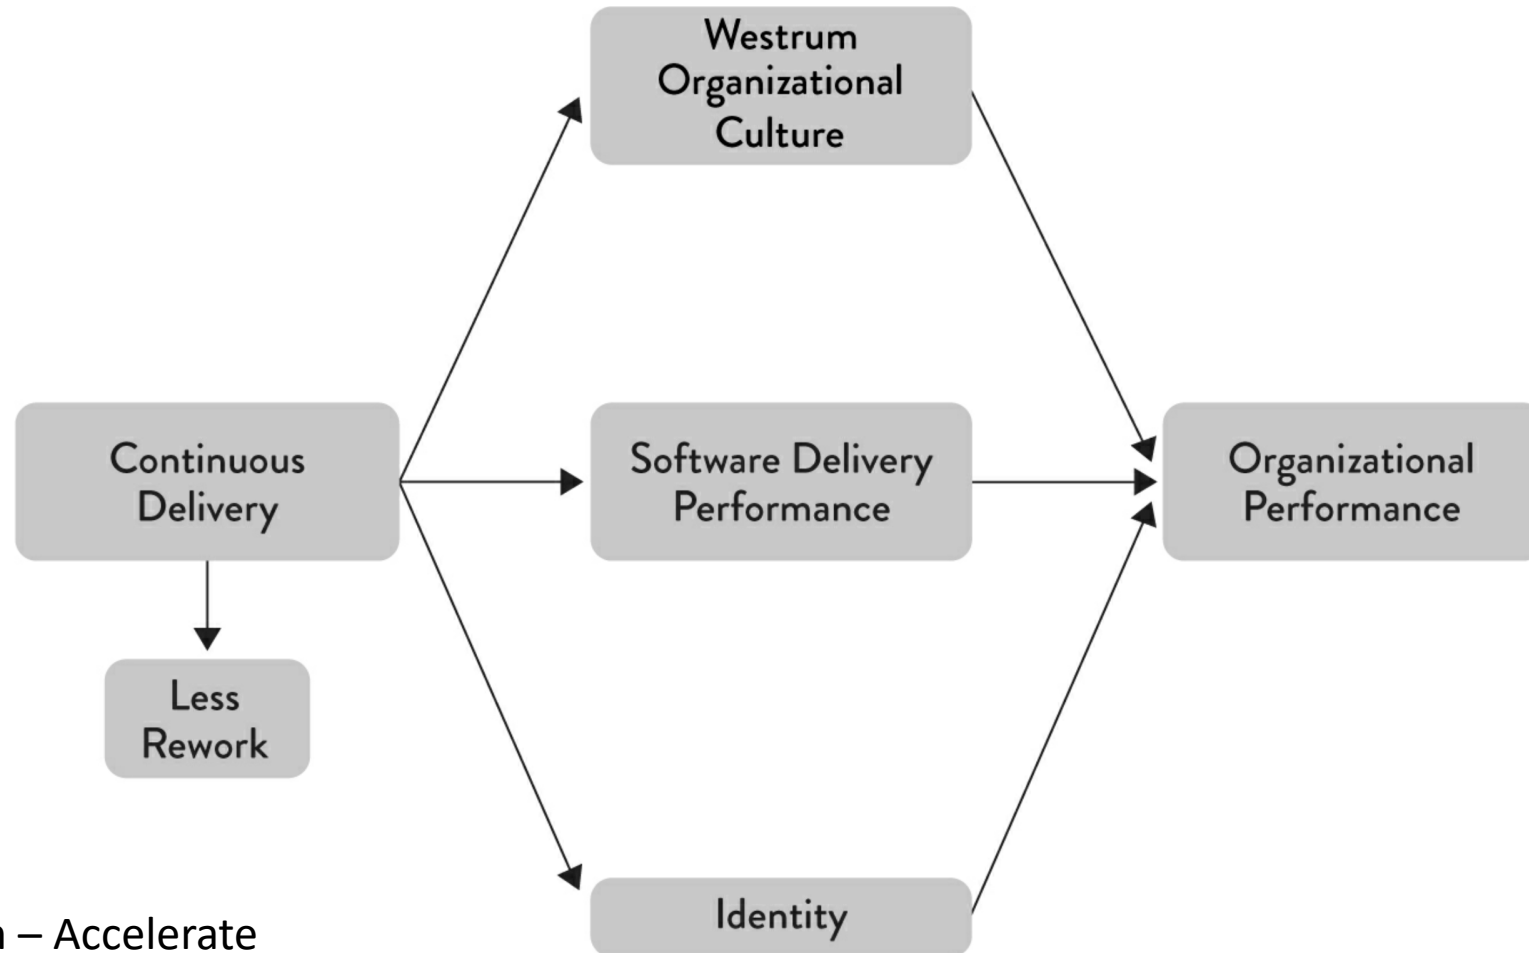 Westrum
Organizational
Culture
Continuous
Delivery
Software Delivery
Performance
Organizational
Performance
Less
Rework
Identity
– Accelerate